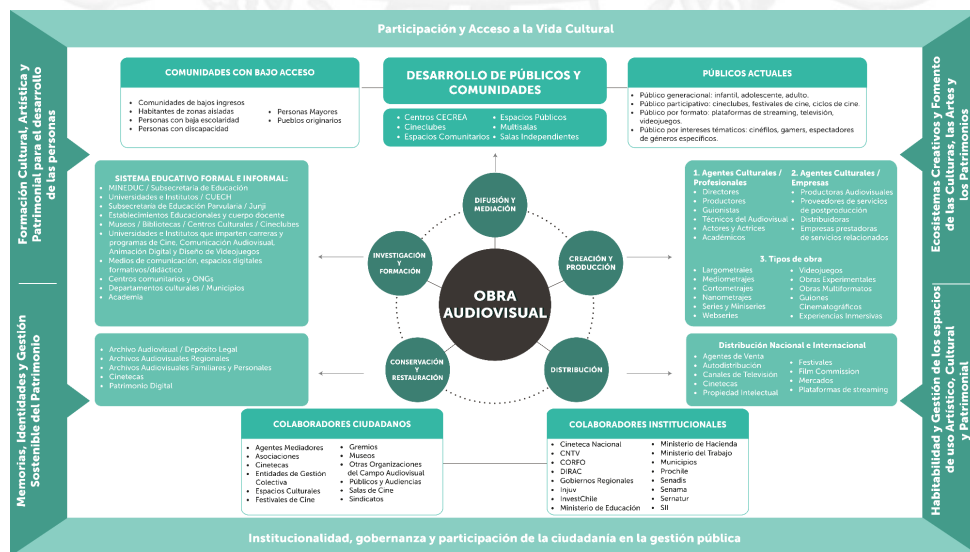 Participación y Acceso a la Vida Cultural
Formación Cultural, Artística y
Patrimonial para el desarrollo
de las personas
Memorias, Identidades y Gestión
Sostenible del Patrimonio
COMUNIDADES CON BAJO ACCESO
• Comunidades de bajos ingresos
• Habitantes de zonas aisladas
• Personas con baja escolaridad
• Personas con discapacidad
• Personas Mayores
• Pueblos originarios
DESARROLLO DE PÚBLICOS Y
COMUNIDADES
• Centros CECREA
• Cineclubes
• Espacios Comunitarios
• Espacios Públicos
• Multisalas
• Salas Independientes
PÚBLICOS ACTUALES
• Público generacional: infantil, adolescente, adulto.
• Público participativo: cineclubes, festivales de cine, ciclos de cine.
• Público por formato: plataformas de streaming, televisión,
videojuegos.
• Público por intereses temáticos: cinéfilos, gamers, espectadores
de géneros específicos.
SISTEMA EDUCATIVO FORMAL E INFORMAL:
• MINEDUC / Subsecretaría de Educación
• Universidades e Institutos / CUECH
• Subsecretaría de Educación Parvularia / Junji
• Establecimientos Educacionales y cuerpo docente
• Museos / Bibliotecas / Centros Culturales / Cineclubes
• Universidades e Institutos que imparten carreras y
programas de Cine, Comunicación Audiovisual,
Animación Digital y Diseño de Videojuegos
• Medios de comunicación, espacios digitales
formativos/didáctico
• Centros comunitarios y ONGs
• Departamentos culturales / Municipios
• Academia
• Archivo Audiovisual / Depósito Legal
• Archivos Audiovisuales Regionales
• Archivos Audiovisuales Familiares y Personales
• Cinetecas
• Patrimonio Digital
OBRA
AUDIOVISUAL
DIFUSIÓN Y
MEDIACIÓN
CREACIÓN Y
PRODUCCIÓN
DISTRIBUCIÓN
CONSERVACIÓN
Y
RESTAURACIÓN
INVESTIGACIÓN
Y
FORMACIÓN
1. Agentes Culturales /
Profesionales
• Directores
• Productores
• Guionistas
• Técnicos del Audiovisual
• Actores y Actrices
• Académicos
2. Agentes Culturales /
Empresas
• Productoras Audiovisuales
• Proveedores de servicios
de postproducción
• Distribuidoras
• Empresas prestadoras
de servicios relacionados
3. Tipos de obra
• Largometrajes
• Mediometrajes
• Cortometrajes
• Nanometrajes
• Series y Miniseries
• Webseries
• Videojuegos
• Obras Experimentales
• Obras Multiformatos
• Guiones
Cinematográficos
• Experiencias Inmersivas
Distribución Nacional e Internacional
• Agentes de Venta
• Autodistribución
• Canales de Televisión
• Cinetecas
• Propiedad Intelectual
• Festivales
• Film Commission
• Mercados
• Plataformas de streaming
COLABORADORES CIUDADANOS
• Agentes Mediadores
• Asociaciones
• Cinetecas
• Entidades de Gestión
Colectiva
• Espacios Culturales
• Festivales de Cine
• Gremios
• Museos
• Otras Organizaciones
del Campo Audiovisual
• Públicos y Audiencias
• Salas de Cine
• Sindicatos
COLABORADORES INSTITUCIONALES
• Cineteca Nacional
• CNTV
• CORFO
• DIRAC
• Gobiernos Regionales
• Injuv
• InvestChile
• Ministerio de Educación
• Ministerio de Hacienda
• Ministerio del Trabajo
• Municipios
• Prochile
• Senadis
• Senama
• Sernatur
• SII
Ecosistemas Creativos y Fomento
de las Culturas, las Artes y
los Patrimonios
Habitabilidad y Gestión de los espacios
de uso Artístico, Cultural
y Patrimonial
Institucionalidad, gobernanza y participación de la ciudadanía en la gestión pública